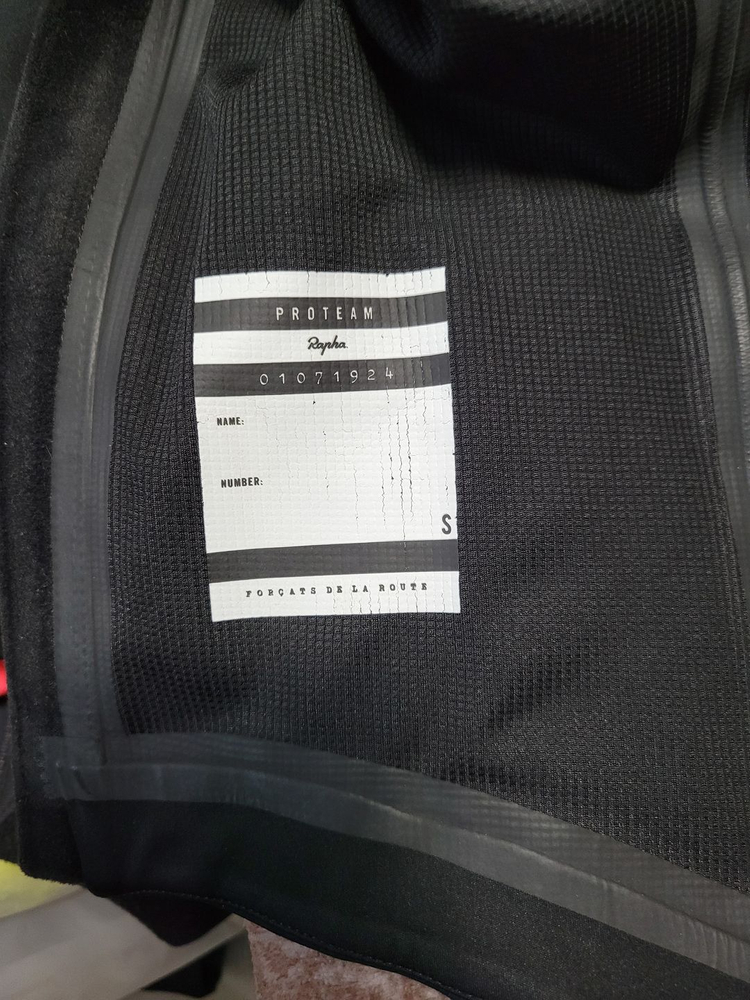 PROTEAM
Rapha
01071924
NAME:
NUMBER:
S
FORÇATS DE LA ROUTE